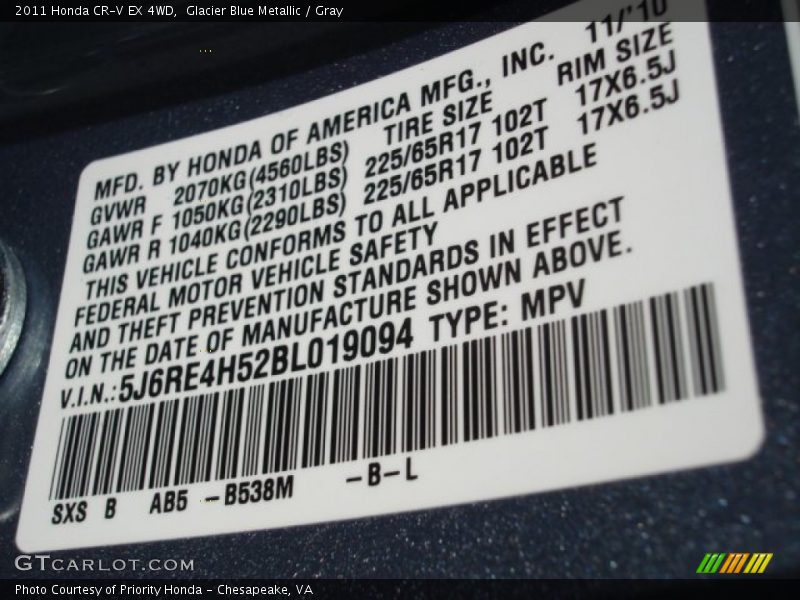 2011 Honda CR-V EX 4WD,  Glacier Blue Metallic / Gray
MFD. BY HONDA OF AMERICA MFG., INC. 11/'10
GVWR 2070KG(4560LBS) TIRE SIZE RIM SIZE
GAWR F 1050KG(2310LBS) 225/65R17 102T 17X6.5J
GAWR R 1040KG(2290LBS) 225/65R17 102T 17X6.5J
THIS VEHICLE CONFORMS TO ALL APPLICABLE
FEDERAL MOTOR VEHICLE SAFETY
AND THEFT PREVENTION STANDARDS IN EFFECT
ON THE DATE OF MANUFACTURE SHOWN ABOVE.
V.I.N.:5J6RE4H52BL019094 TYPE: MPV
SXS B AB5 -B538M -B-L
GTCARLOT.COM
Photo Courtesy of Priority Honda - Chesapeake, VA